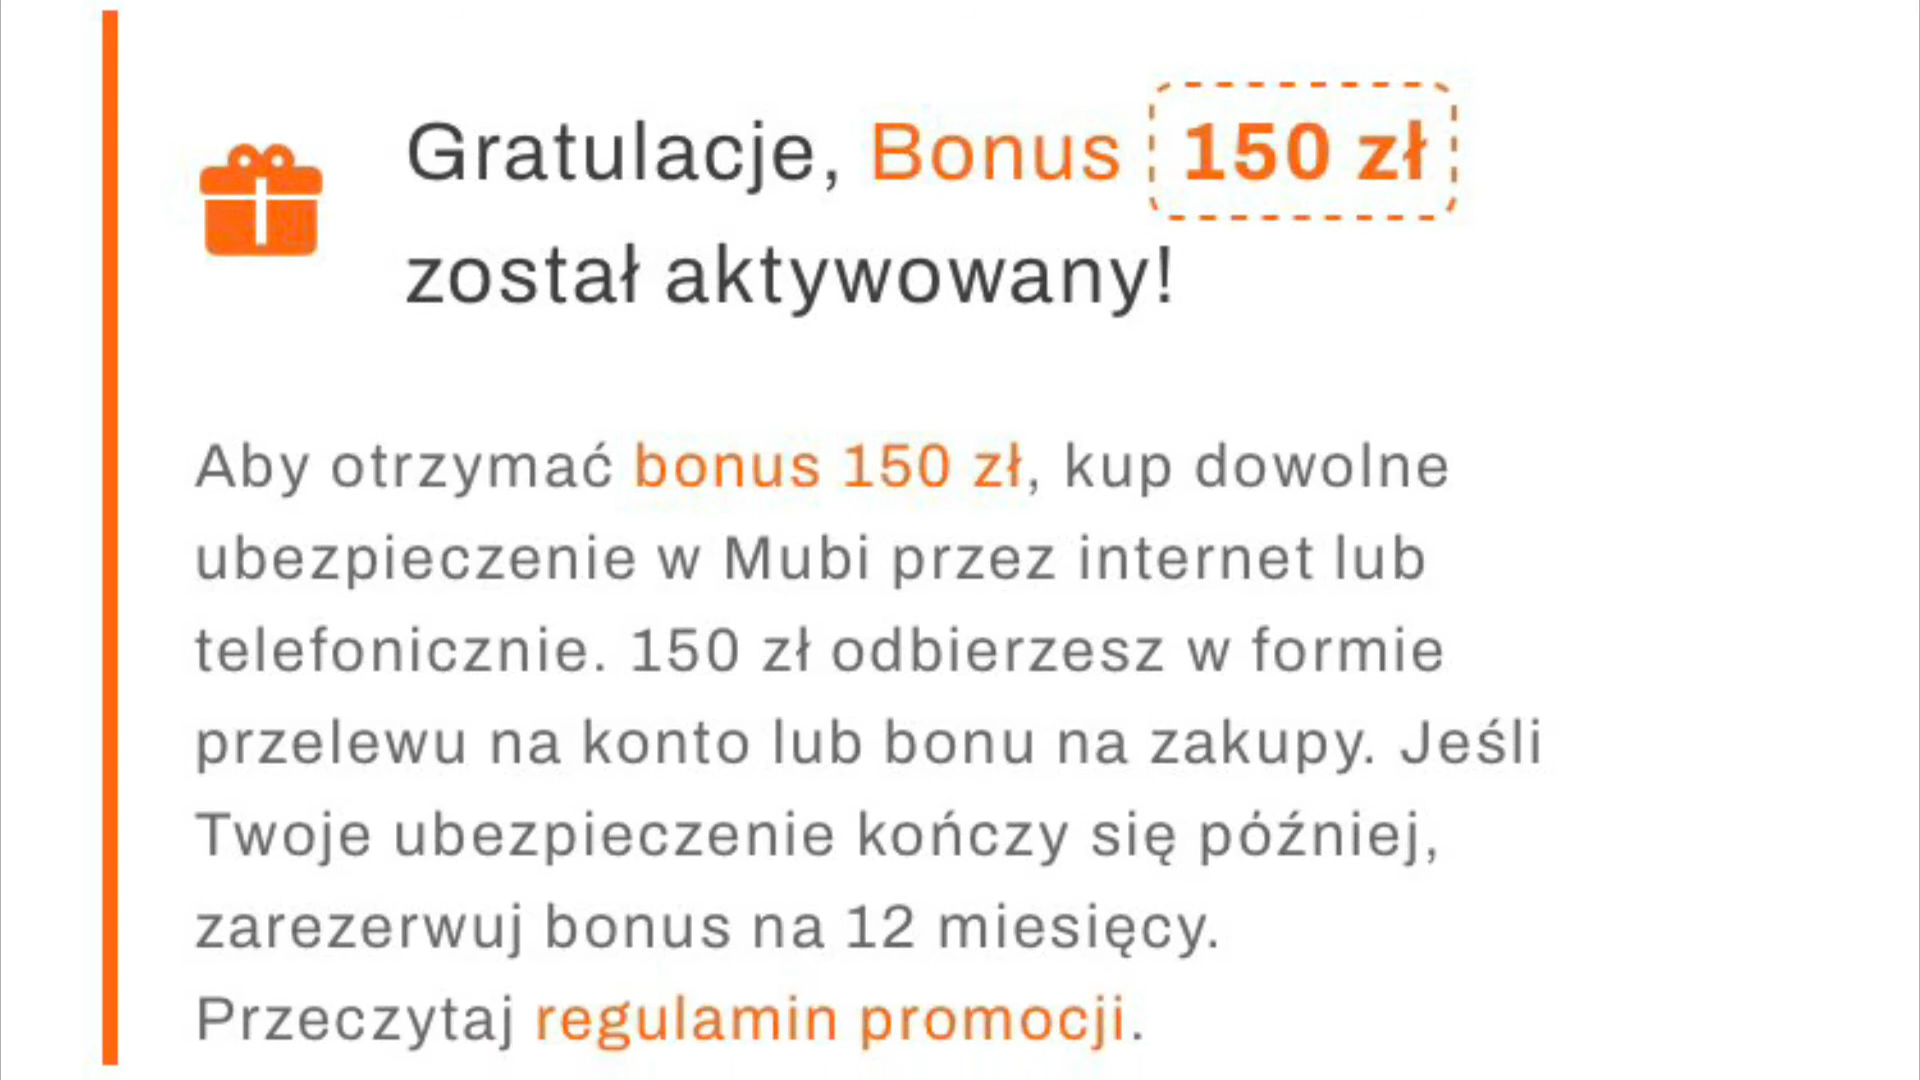 Gratulacje, Bonus 150 zł
został aktywowany!
Aby otrzymać bonus 150 zł, kup dowolne
ubezpieczenie w Mubi przez internet lub
telefonicznie. 150 zł odbierzesz w formie
przelewu na konto lub bonu na zakupy. Jeśli
Twoje ubezpieczenie kończy się później,
zarezerwuj bonus na 12 miesięcy.
Przeczytaj regulamin promocji.